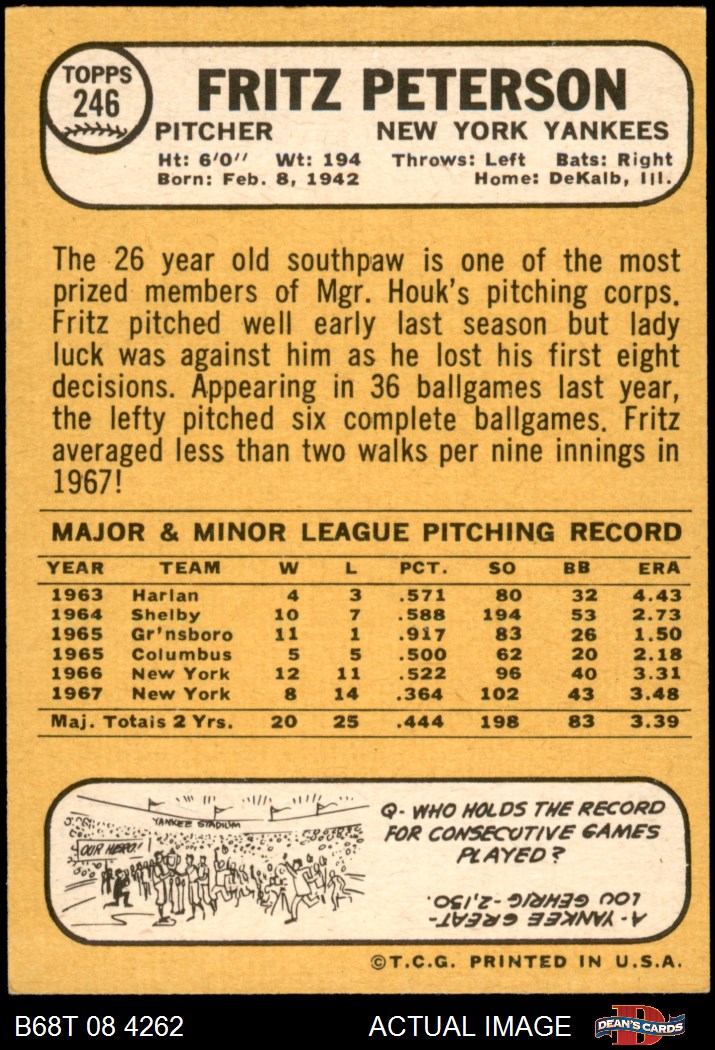 TOPPS
246
FRITZ PETERSON
PITCHER NEW YORK YANKEES
Ht: 6'0" Wt: 194 Throws: Left Bats: Right
Born: Feb. 8, 1942 Home: DeKalb, Ill.
The 26 year old southpaw is one of the most
prized members of Mgr. Houk's pitching corps.
Fritz pitched well early last season but lady
luck was against him as he lost his first eight
decisions. Appearing in 36 ballgames last year,
the lefty pitched six complete ballgames. Fritz
averaged less than two walks per nine innings in
1967!
MAJOR & MINOR LEAGUE PITCHING RECORD
YEAR TEAM W L PCT. SO BB ERA
1963 Harlan 4 3 .571 80 32 4.43
1964 Shelby 10 7 .588 194 53 2.73
1965 Gr'nsboro 11 1 .917 83 26 1.50
1965 Columbus 5 5 .500 62 20 2.18
1966 New York 12 11 .522 96 40 3.31
1967 New York 8 14 .364 102 43 3.48
Maj. Totals 2 Yrs. 20 25 .444 198 83 3.39
YANKEE STADIUM
OUR HERO!
Q- WHO HOLDS THE RECORD
FOR CONSECUTIVE GAMES
PLAYED?
A-YANKEE GREAT-
LOU GEHRIG-2,130.
©T.C.G. PRINTED IN U.S.A.
B68T 08 4262 ACTUAL IMAGE
D
DEAN'S CARDS